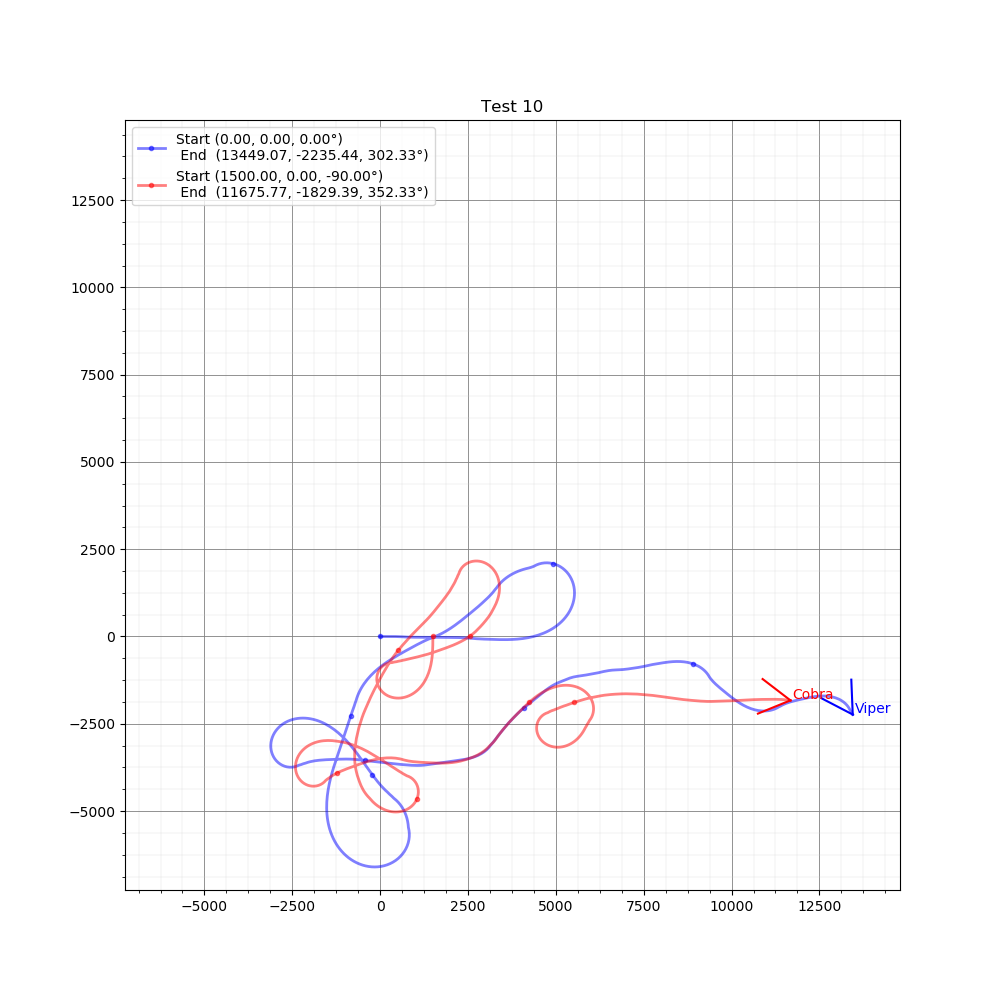 Test 10
Start (0.00, 0.00, 0.00°)
End (13449.07, -2235.44, 302.33°)
Start (1500.00, 0.00, -90.00°)
End (11675.77, -1829.39, 352.33°)
12500
10000
7500
5000
2500
0
−2500
−5000
Cobra
Viper
−5000 −2500 0 2500 5000 7500 10000 12500